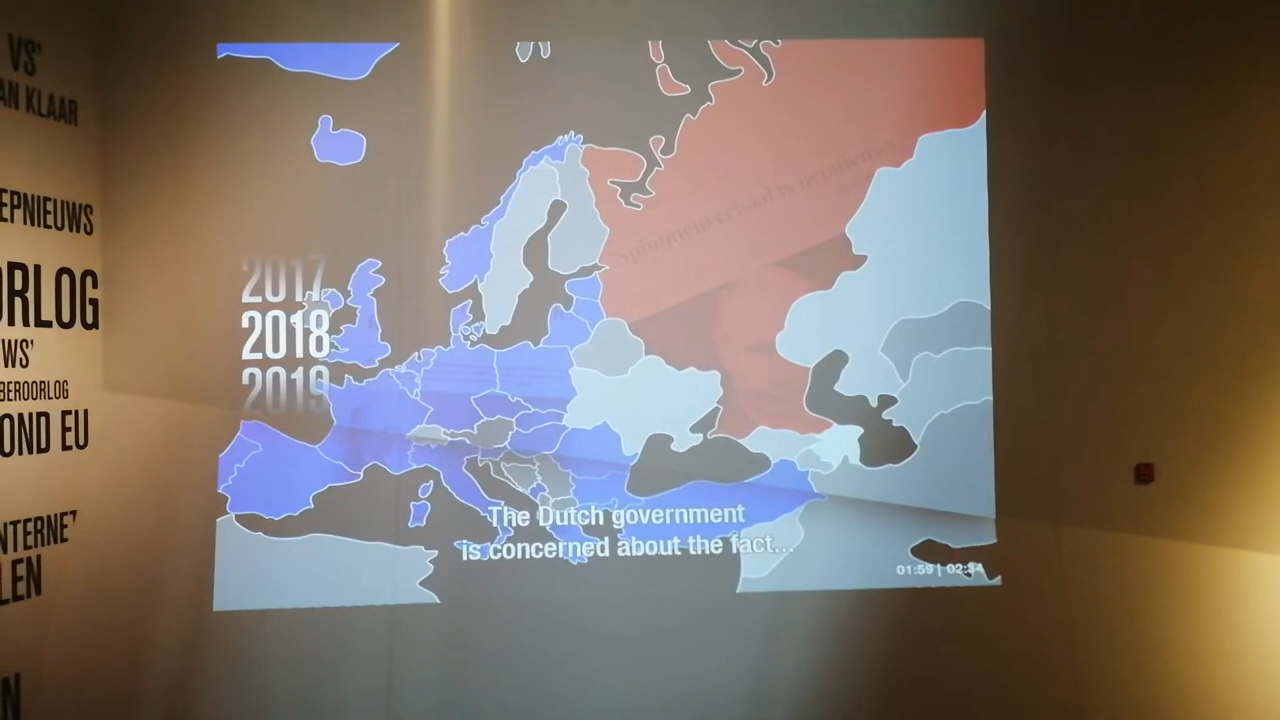 VS'
AN KLAAR
EPNIEUWS
ORLOG
WS'
BEROORLOG
OND EU
NTERNET
LEN
N
2017
2018
2019
The Dutch government
is concerned about the fact...
01:59 | 02:34